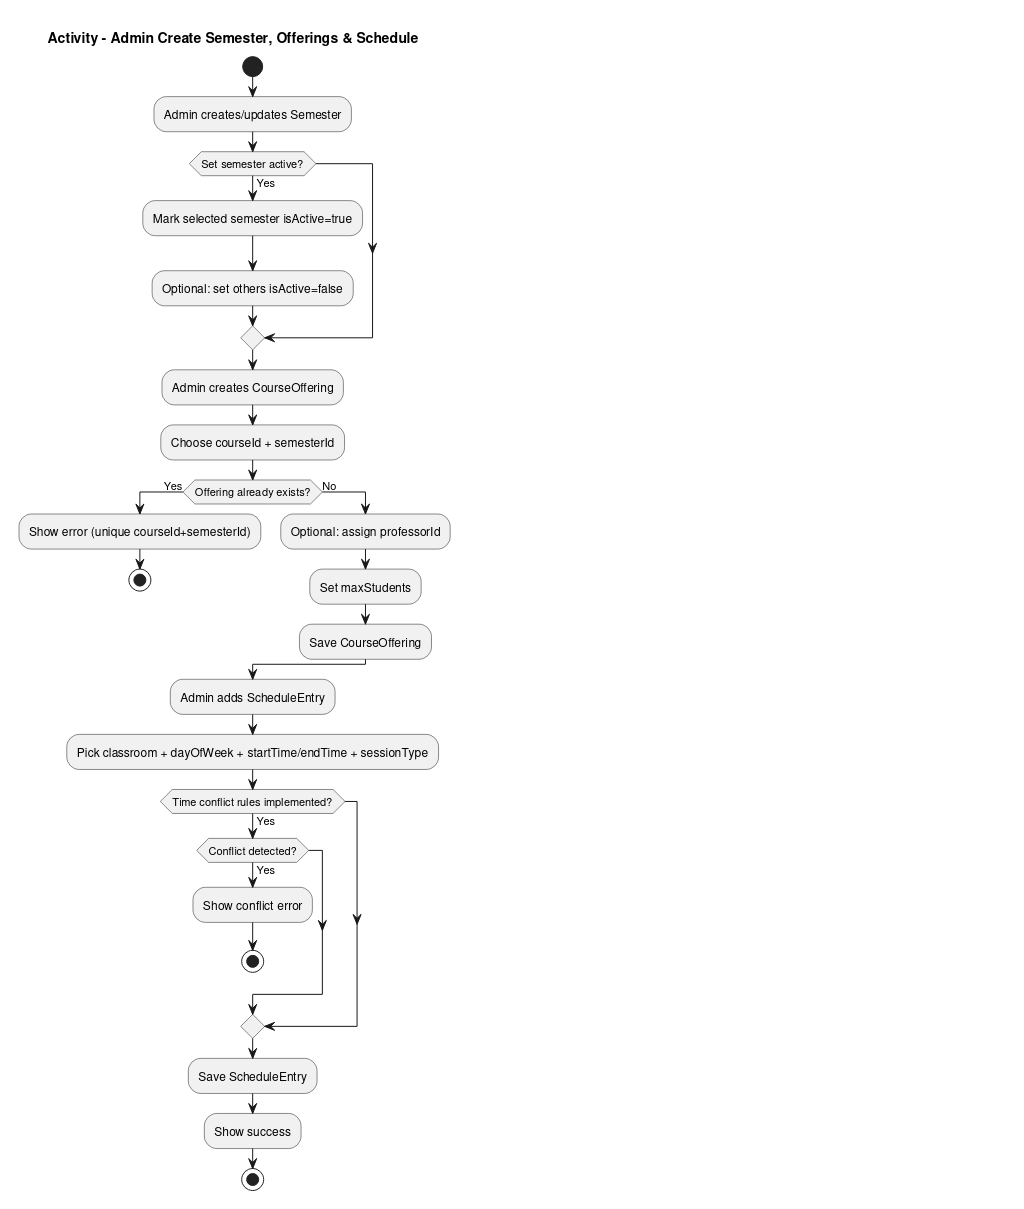 Activity - Admin Create Semester, Offerings & Schedule
Admin creates/updates Semester
Set semester active?
Yes
Mark selected semester isActive=true
Optional: set others isActive=false
Admin creates CourseOffering
Choose courseId + semesterId
Yes
Offering already exists?
No
Show error (unique courseId+semesterId)
Optional: assign professorId
Set maxStudents
Save CourseOffering
Admin adds ScheduleEntry
Pick classroom + dayOfWeek + startTime/endTime + sessionType
Time conflict rules implemented?
Yes
Conflict detected?
Yes
Show conflict error
Save ScheduleEntry
Show success